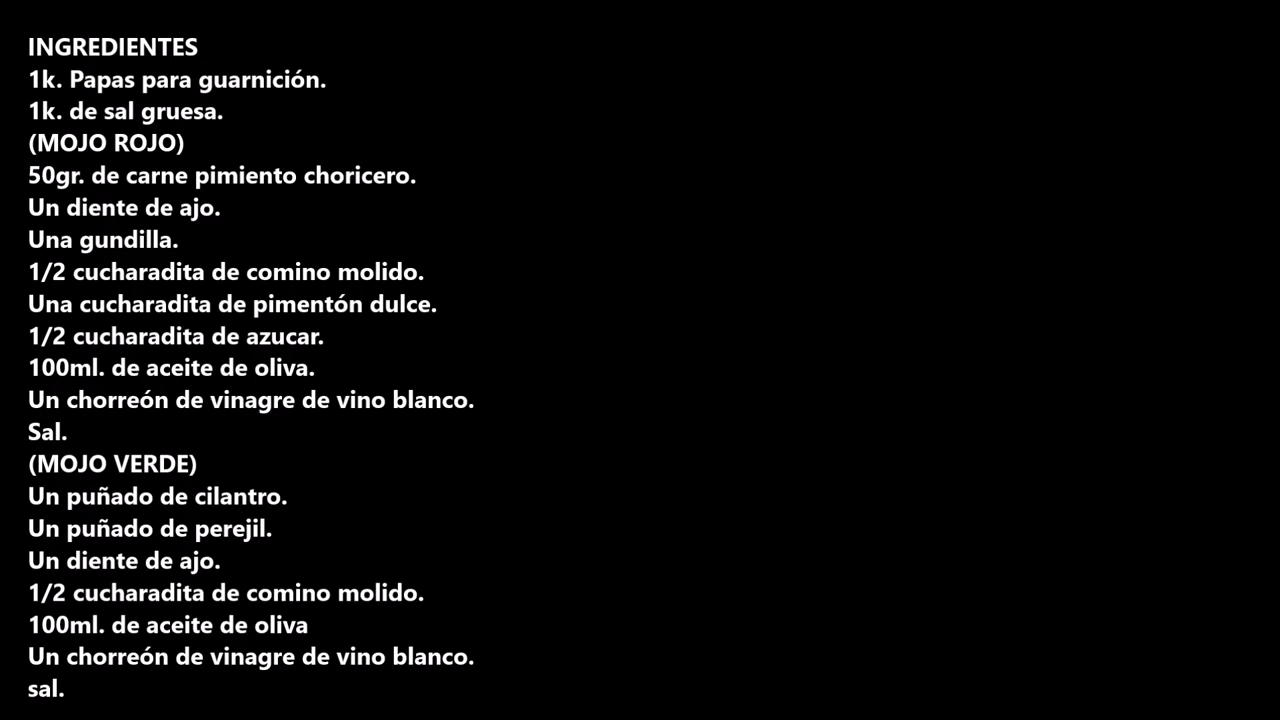 INGREDIENTES
1k. Papas para guarnición.
1k. de sal gruesa.
(MOJO ROJO)
50gr. de carne pimiento choricero.
Un diente de ajo.
Una gundilla.
1/2 cucharadita de comino molido.
Una cucharadita de pimentón dulce.
1/2 cucharadita de azucar.
100ml. de aceite de oliva.
Un chorreón de vinagre de vino blanco.
Sal.
(MOJO VERDE)
Un puñado de cilantro.
Un puñado de perejil.
Un diente de ajo.
1/2 cucharadita de comino molido.
100ml. de aceite de oliva
Un chorreón de vinagre de vino blanco.
sal.